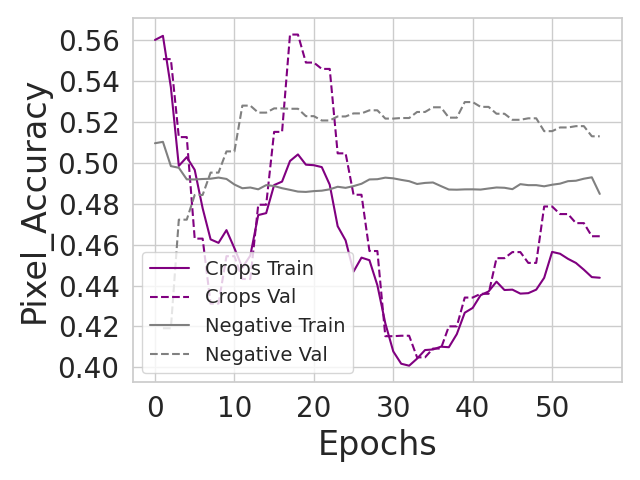 0.56
0.54
0.52
0.50
0.48
0.46
0.44
0.42
0.40
Pixel_Accuracy
Crops Train
Crops Val
Negative Train
Negative Val
0 10 20 30 40 50
Epochs